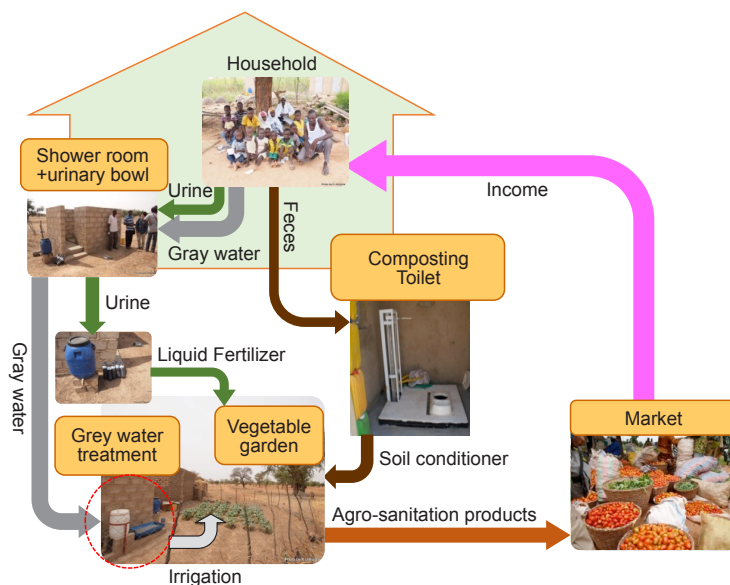 Household
Shower room
+urinary bowl
Urine
Gray water
Feces
Income
Composting
Toilet
Urine
Gray water
Liquid Fertilizer
Grey water
treatment
Vegetable
garden
Soil conditioner
Market
Agro-sanitation products
Irrigation